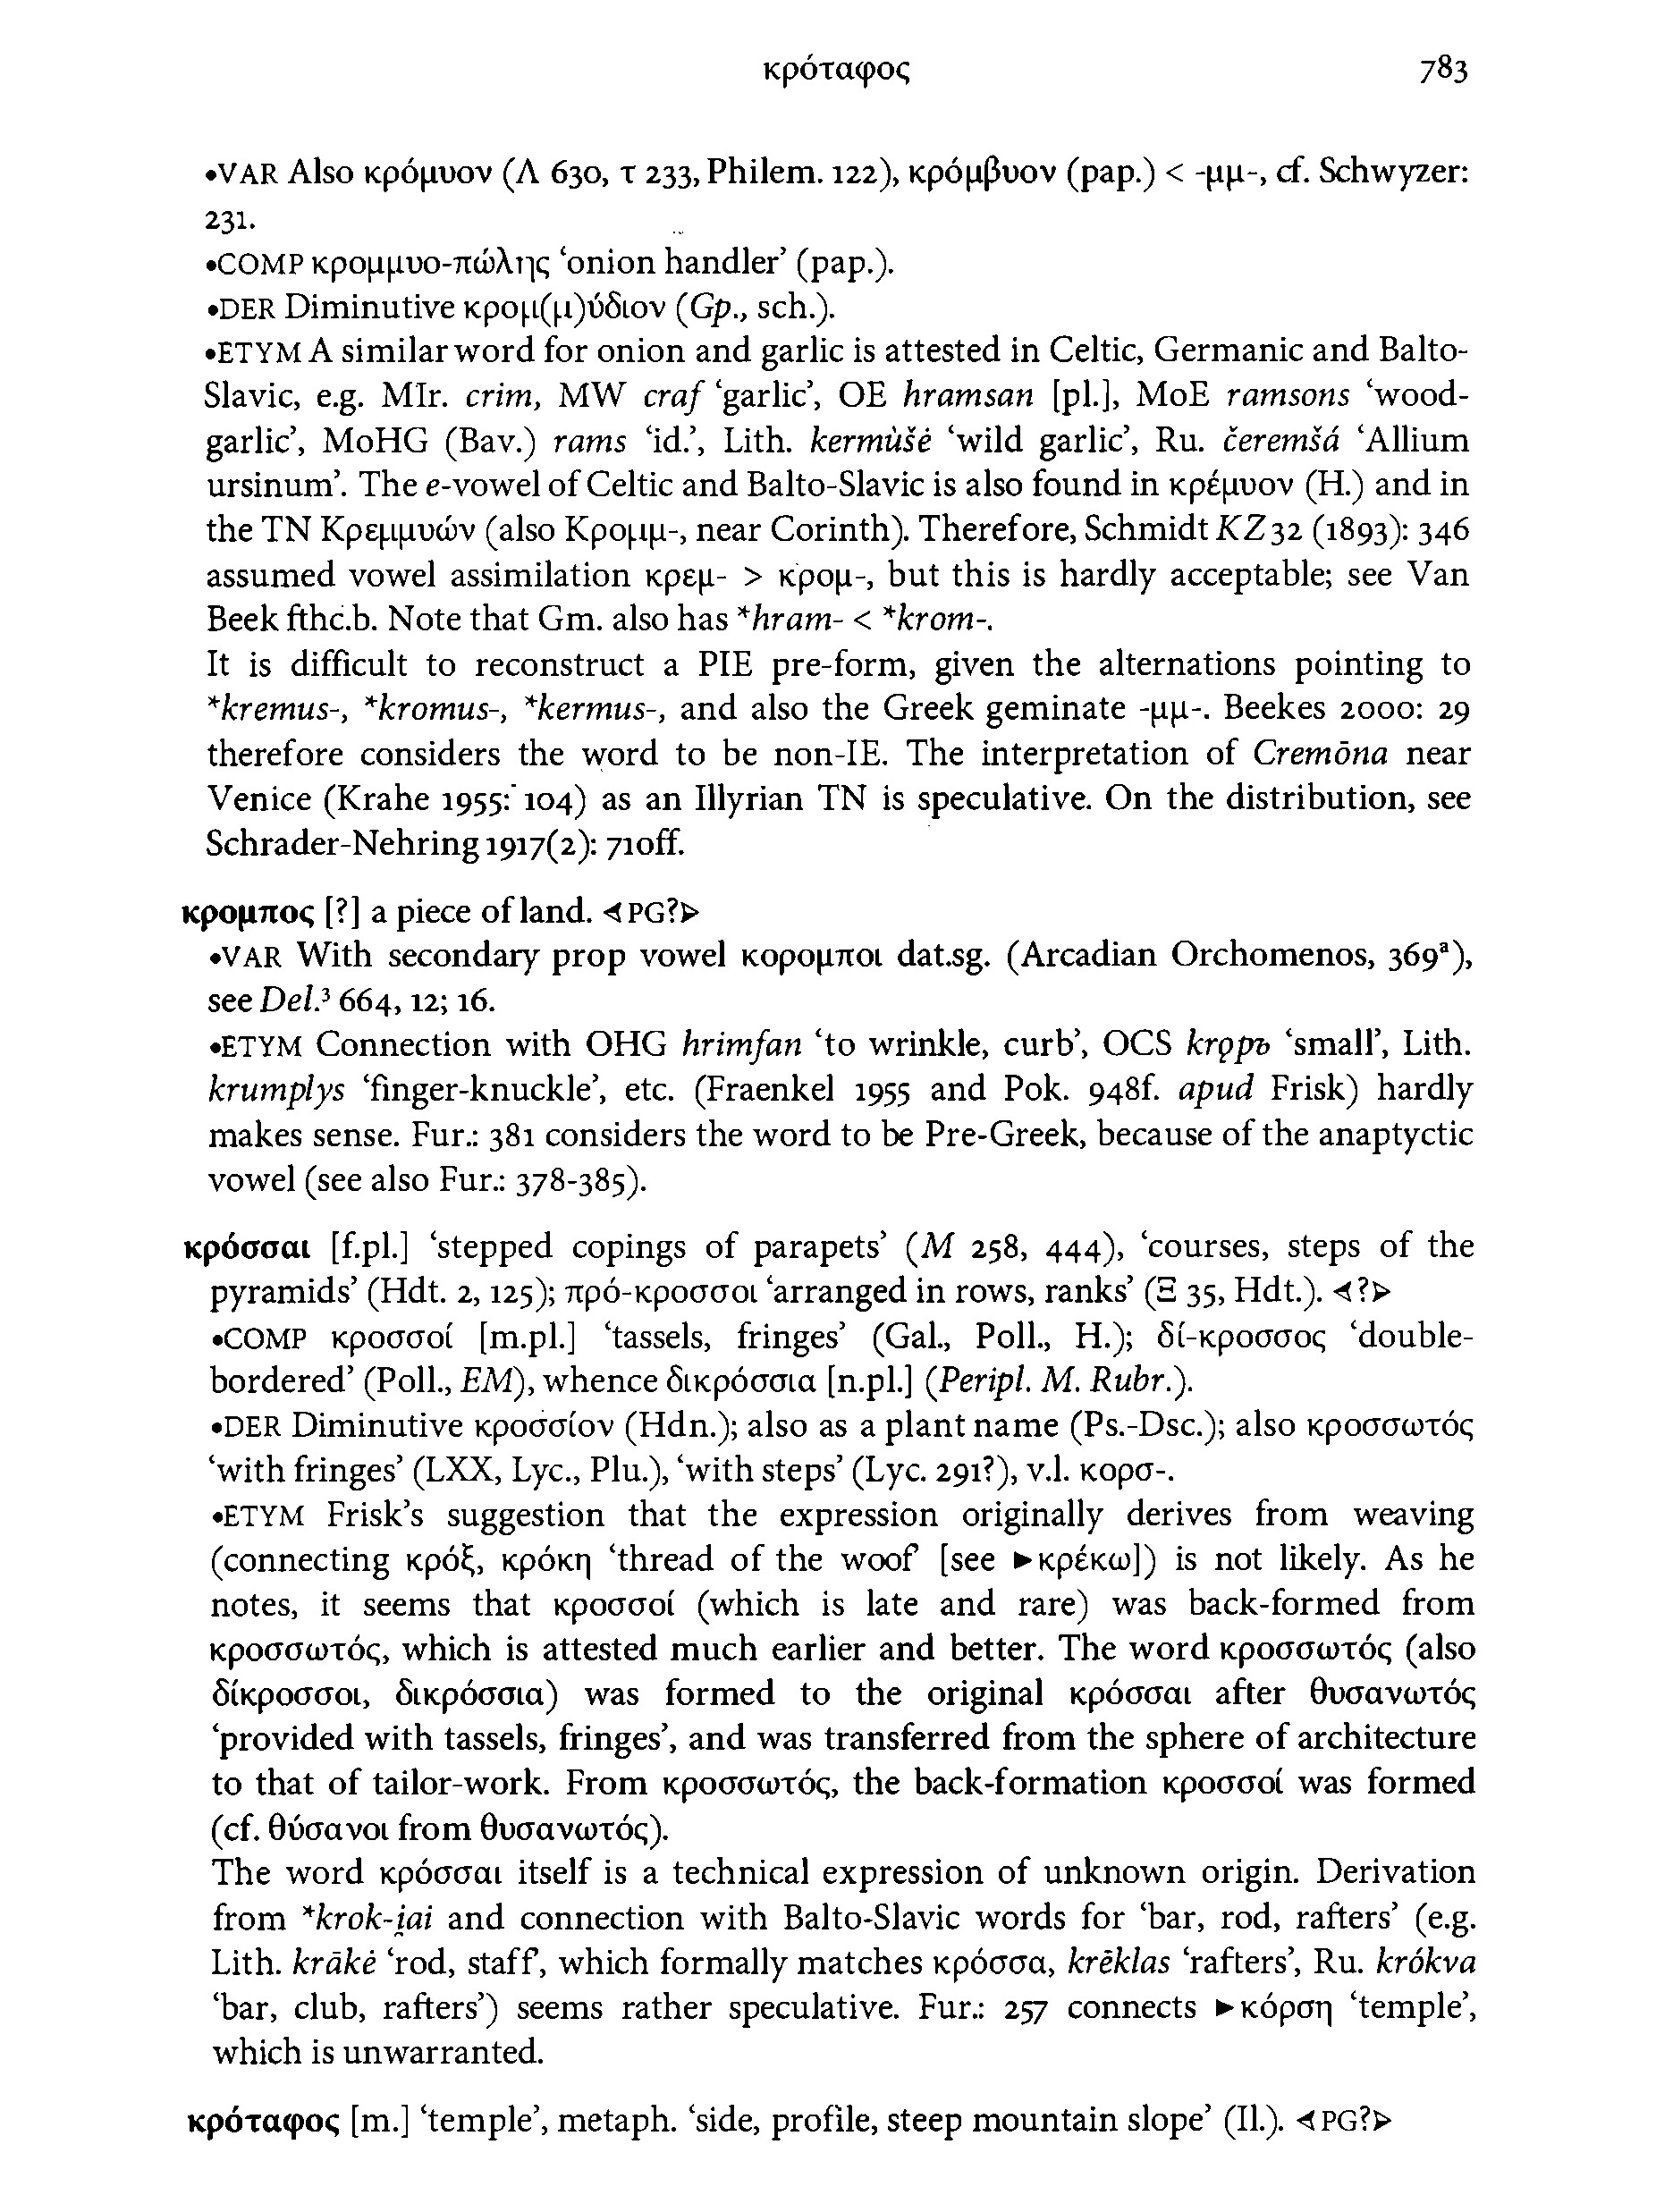 κρόταφος 783
•VAR Also κρόμυον (Λ 630, τ 233, Philem. 122), κρόμβυον (pap.) < -μμ-, cf. Schwyzer:
231.
•COMP κρομμυο-πώλης ‘onion handler’ (pap.).
•DER Diminutive κρομ(μ)ύδιον (Gp., sch.).
•ETYM A similar word for onion and garlic is attested in Celtic, Germanic and Balto-
Slavic, e.g. MIr. crim, MW craf ‘garlic’, OE hramsan [pl.], MoE ramsons ‘wood-
garlic’, MoHG (Bav.) rams ‘id.’, Lith. kermùšė ‘wild garlic’, Ru. čeremšá ‘Allium
ursinum’. The e-vowel of Celtic and Balto-Slavic is also found in κρέμυον (H.) and in
the TN Κρεμμυών (also Κρομμ-, near Corinth). Therefore, Schmidt KZ 32 (1893): 346
assumed vowel assimilation κρεμ- > κρομ-, but this is hardly acceptable; see Van
Beek fthc.b. Note that Gm. also has *hram- < *krom-.
It is difficult to reconstruct a PIE pre-form, given the alternations pointing to
*kremus-, *kromus-, *kermus-, and also the Greek geminate -μμ-. Beekes 2000: 29
therefore considers the word to be non-IE. The interpretation of Cremōna near
Venice (Krahe 1955: 104) as an Illyrian TN is speculative. On the distribution, see
Schrader-Nehring 1917(2): 710ff.
κρομπος [?] a piece of land. ◁PG?▷
•VAR With secondary prop vowel κορομποι dat.sg. (Arcadian Orchomenos, 369ᵃ),
see Del.³ 664, 12; 16.
•ETYM Connection with OHG hrimfan ‘to wrinkle, curb’, OCS krǫpъ ‘small’, Lith.
krumplys ‘finger-knuckle’, etc. (Fraenkel 1955 and Pok. 948f. apud Frisk) hardly
makes sense. Fur.: 381 considers the word to be Pre-Greek, because of the anaptyctic
vowel (see also Fur.: 378-385).
κρόσσαι [f.pl.] ‘stepped copings of parapets’ (M 258, 444), ‘courses, steps of the
pyramids’ (Hdt. 2, 125); πρό-κροσσοι ‘arranged in rows, ranks’ (Ξ 35, Hdt.). ◁?▷
•COMP κροσσοί [m.pl.] ‘tassels, fringes’ (Gal., Poll., H.); δί-κροσσος ‘double-
bordered’ (Poll., EM), whence δικρόσσια [n.pl.] (Peripl. M. Rubr.).
•DER Diminutive κροσσίον (Hdn.); also as a plant name (Ps.-Dsc.); also κροσσωτός
‘with fringes’ (LXX, Lyc., Plu.), ‘with steps’ (Lyc. 291?), v.l. κορσ-.
•ETYM Frisk’s suggestion that the expression originally derives from weaving
(connecting κρόξ, κρόκη ‘thread of the woof’ [see ►κρέκω]) is not likely. As he
notes, it seems that κροσσοί (which is late and rare) was back-formed from
κροσσωτός, which is attested much earlier and better. The word κροσσωτός (also
δίκροσσοι, δικρόσσια) was formed to the original κρόσσαι after θυσανωτός
‘provided with tassels, fringes’, and was transferred from the sphere of architecture
to that of tailor-work. From κροσσωτός, the back-formation κροσσοί was formed
(cf. θύσανοι from θυσανωτός).
The word κρόσσαι itself is a technical expression of unknown origin. Derivation
from *krok-i̯ai and connection with Balto-Slavic words for ‘bar, rod, rafters’ (e.g.
Lith. krãkė ‘rod, staff’, which formally matches κρόσσα, krẽklas ‘rafters’, Ru. krókva
‘bar, club, rafters’) seems rather speculative. Fur.: 257 connects ►κόρση ‘temple’,
which is unwarranted.
κρόταφος [m.] ‘temple’, metaph. ‘side, profile, steep mountain slope’ (Il.). ◁PG?▷